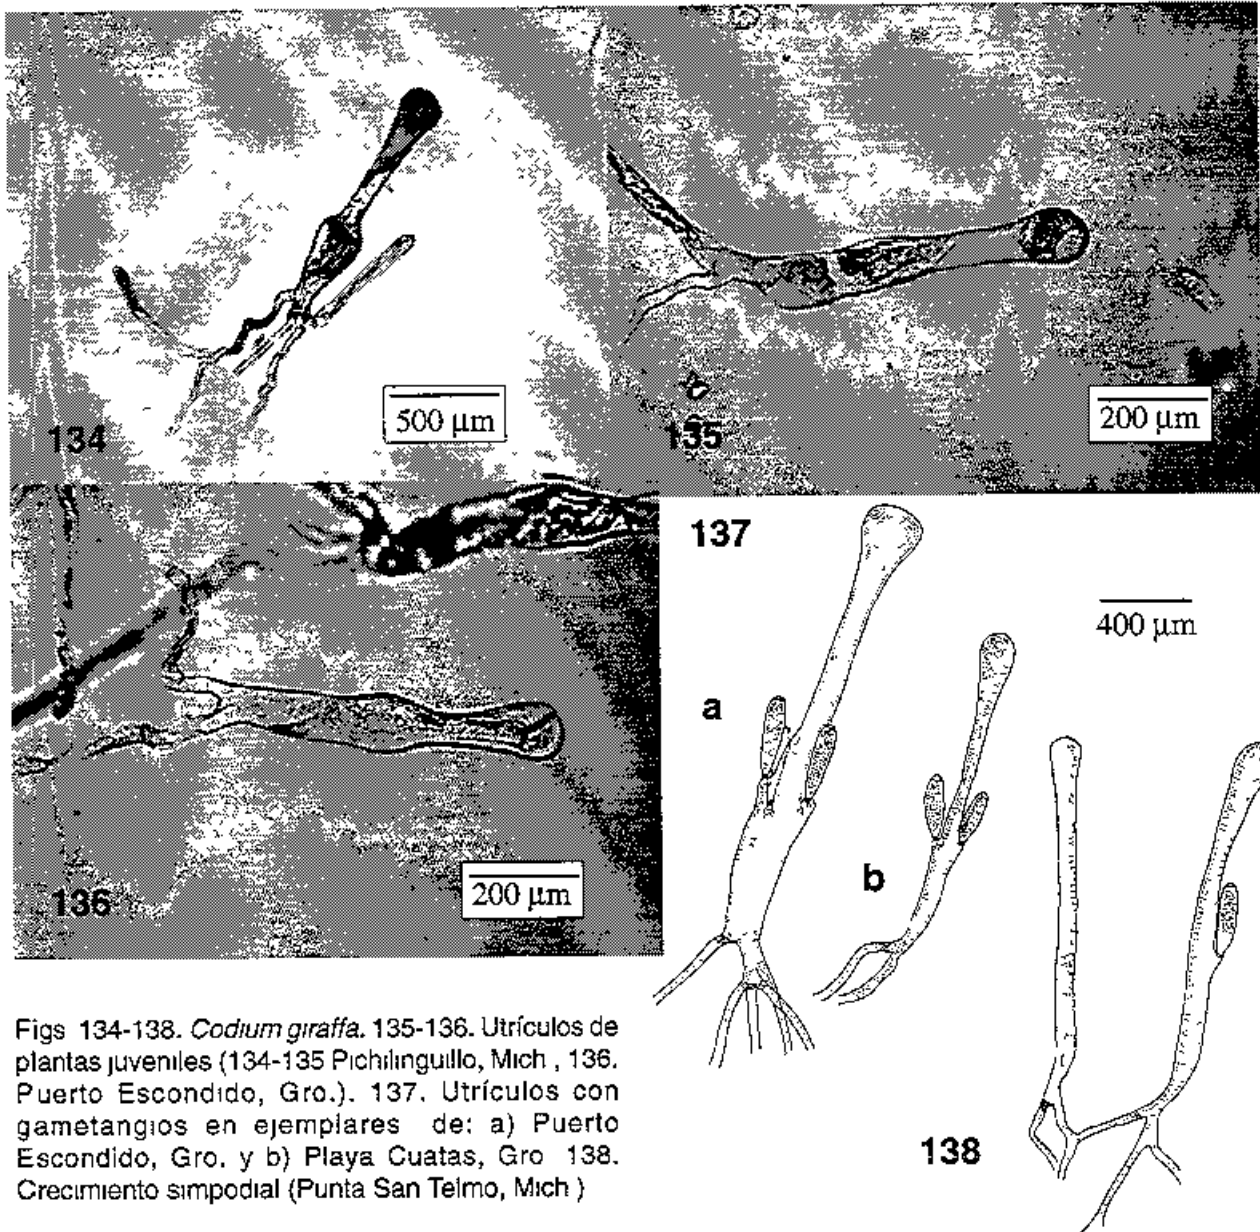 134
500 µm
135
200 µm
136
200 µm
137
400 µm
a
b
138
Figs 134-138. Codium giraffa. 135-136. Utrículos de
plantas juveniles (134-135 Pichilinguillo, Mich , 136.
Puerto Escondido, Gro.). 137. Utrículos con
gametangios en ejemplares de: a) Puerto
Escondido, Gro. y b) Playa Cuatas, Gro 138.
Crecimiento simpodial (Punta San Telmo, Mich )